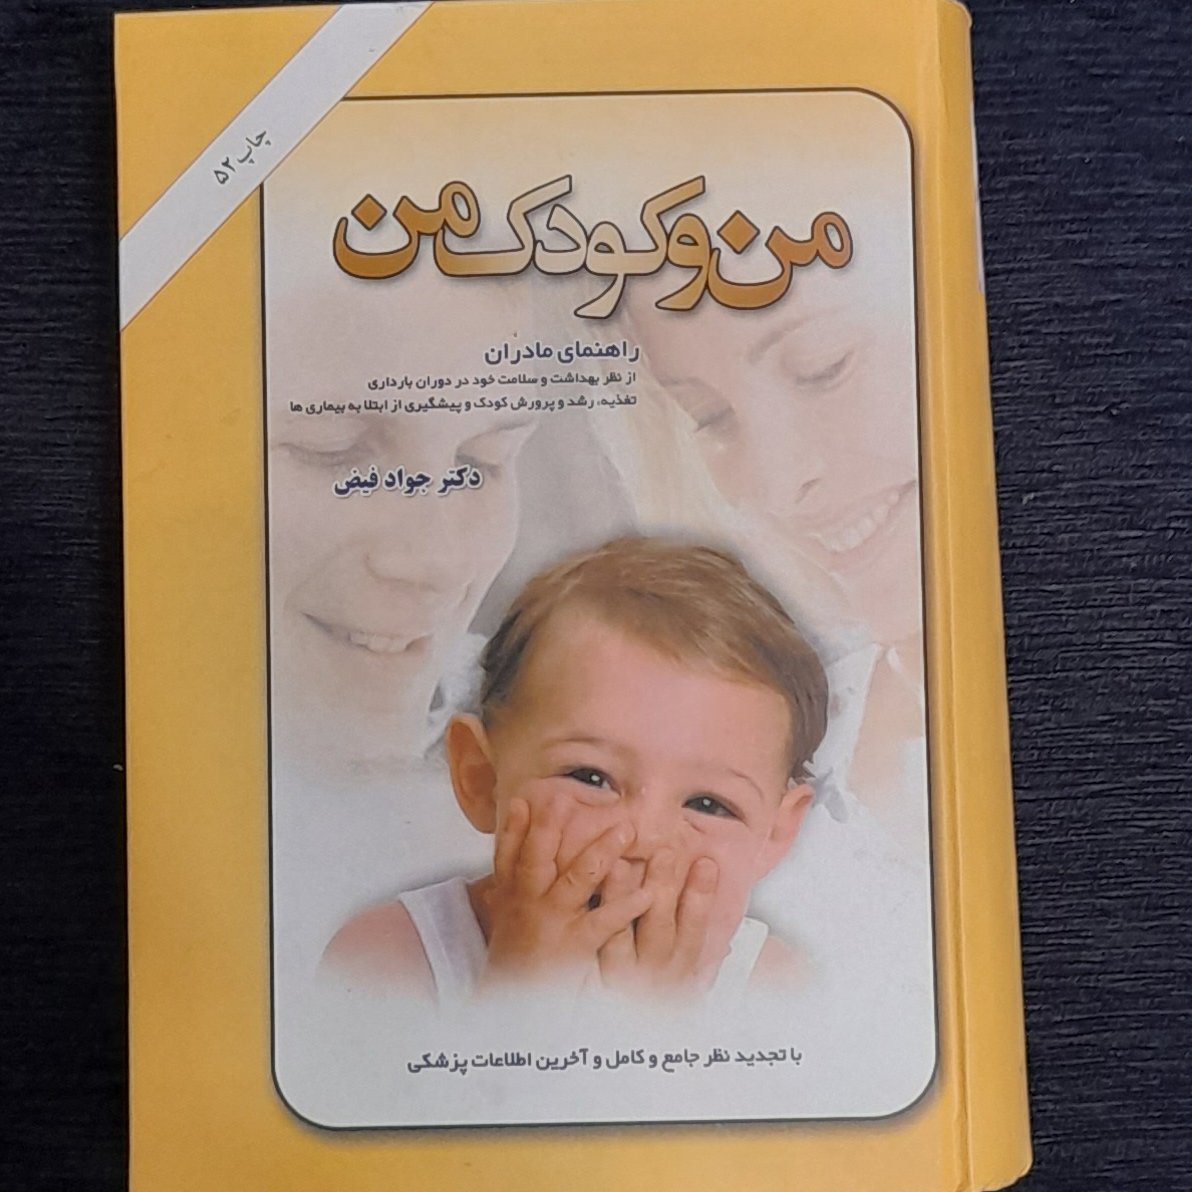 چاپ ۵۲
من و کودک من
راهنمای مادران
از نظر بهداشت و سلامت خود در دوران بارداری
تغذیه، رشد و پرورش کودک و پیشگیری از ابتلا به بیماری ها
دکتر جواد فیض
با تجدید نظر جامع و کامل و آخرین اطلاعات پزشکی